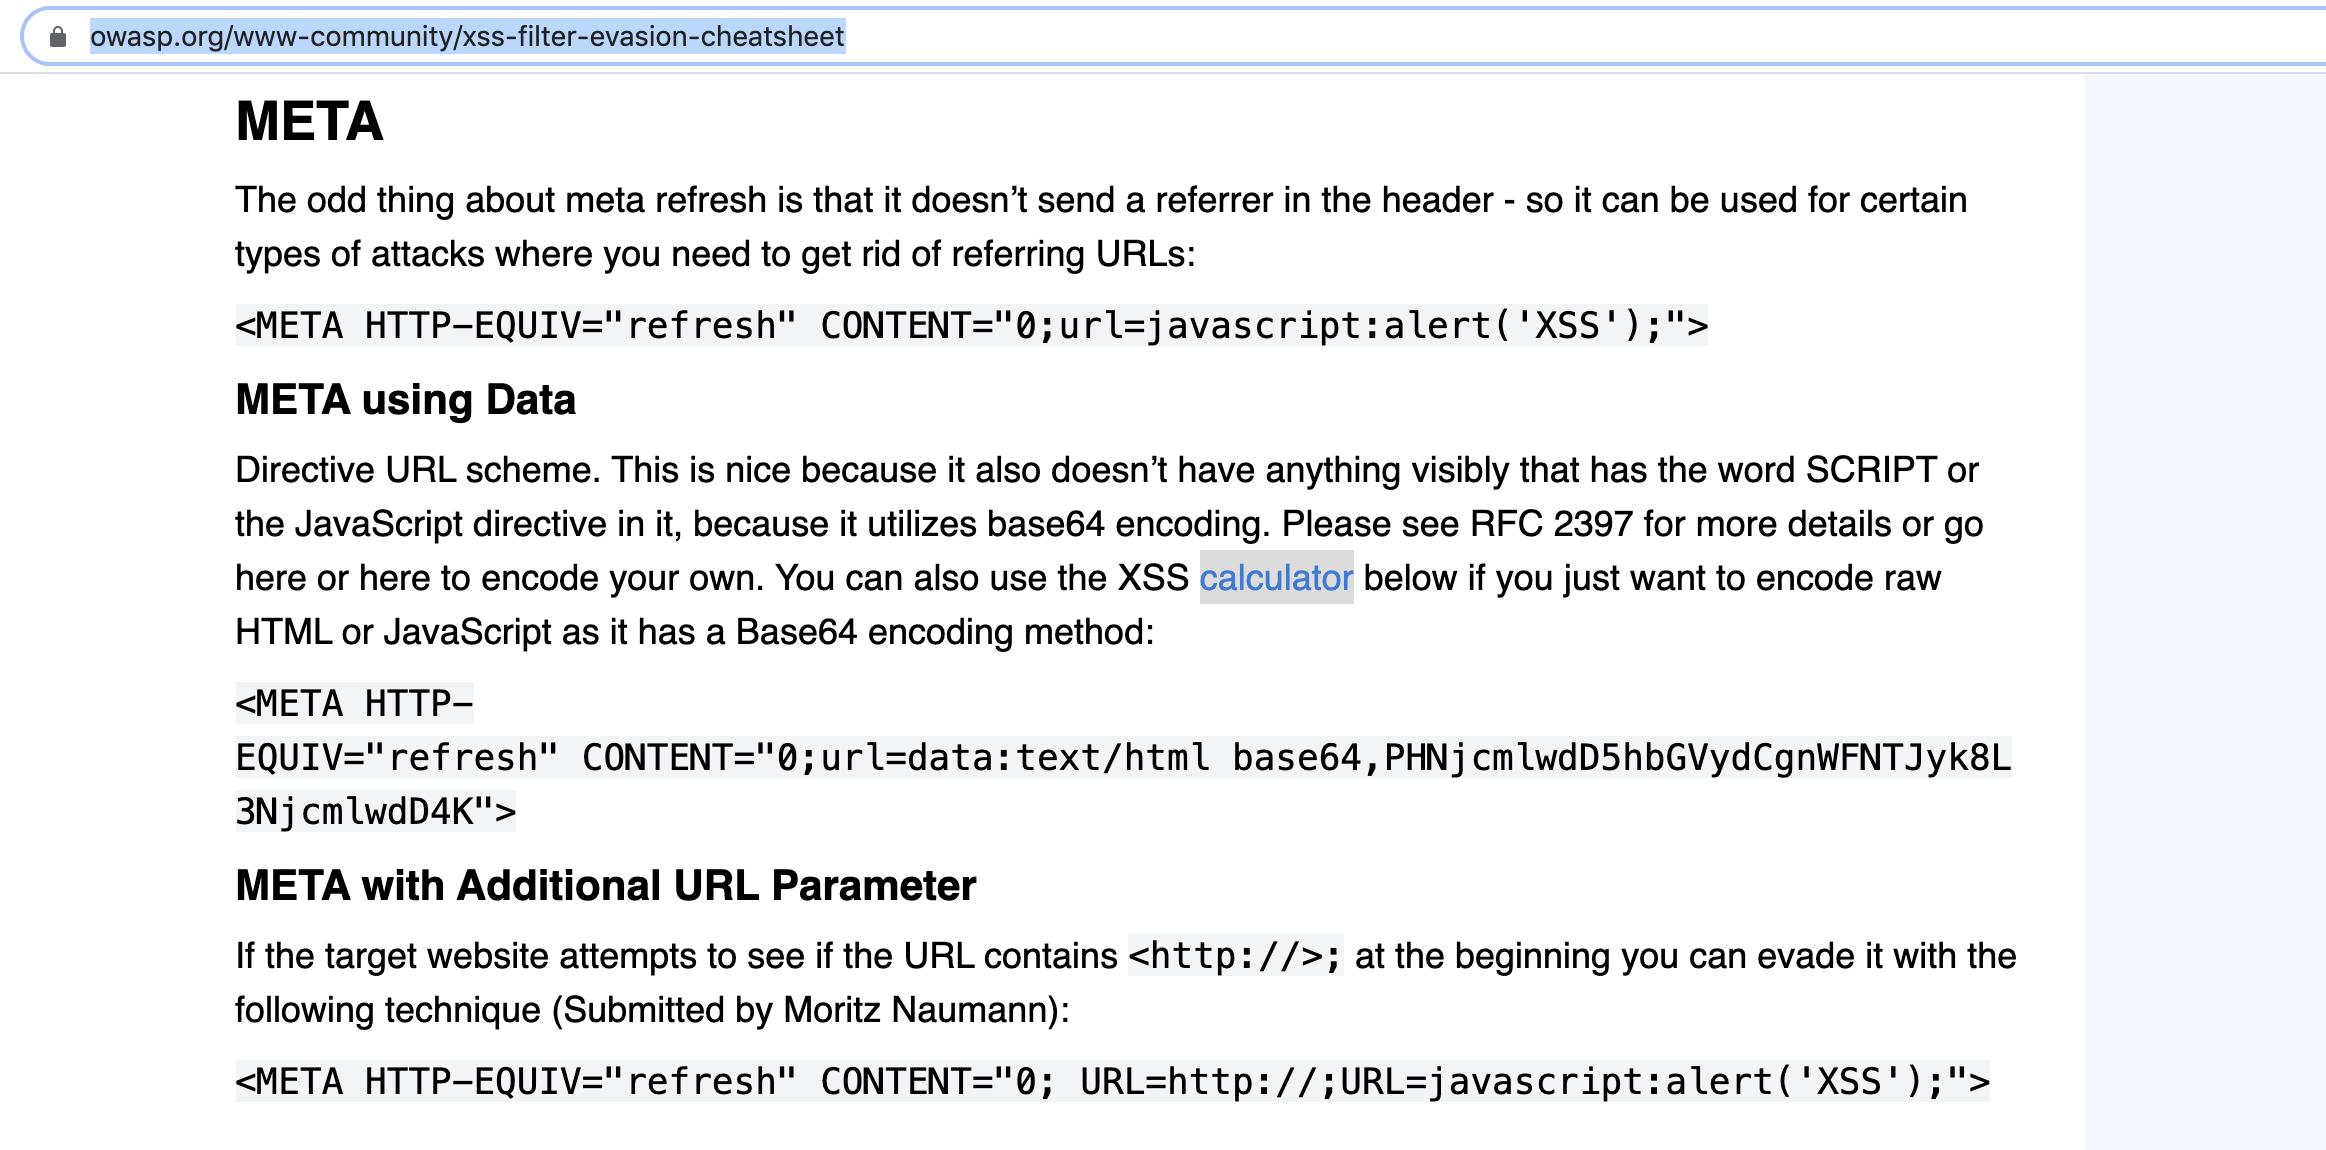 owasp.org/www-community/xss-filter-evasion-cheatsheet
META
The odd thing about meta refresh is that it doesn’t send a referrer in the header - so it can be used for certain
types of attacks where you need to get rid of referring URLs:
<META HTTP-EQUIV="refresh" CONTENT="0;url=javascript:alert('XSS');">
META using Data
Directive URL scheme. This is nice because it also doesn’t have anything visibly that has the word SCRIPT or
the JavaScript directive in it, because it utilizes base64 encoding. Please see RFC 2397 for more details or go
here or here to encode your own. You can also use the XSS calculator below if you just want to encode raw
HTML or JavaScript as it has a Base64 encoding method:
<META HTTP-
EQUIV="refresh" CONTENT="0;url=data:text/html base64,PHNjcmlwdD5hbGVydCgnWFNTJyk8L
3NjcmlwdD4K">
META with Additional URL Parameter
If the target website attempts to see if the URL contains <http://>; at the beginning you can evade it with the
following technique (Submitted by Moritz Naumann):
<META HTTP-EQUIV="refresh" CONTENT="0; URL=http://;URL=javascript:alert('XSS');">